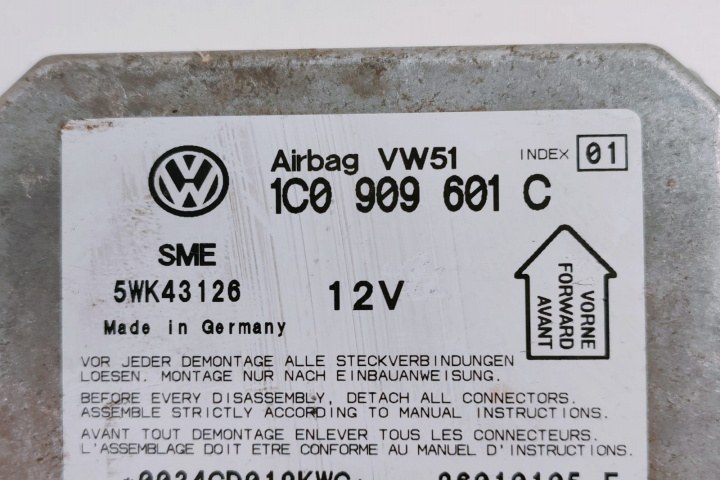 Airbag VW51 INDEX 01
1C0 909 601 C
SME
5WK43126 12V
Made in Germany
VORNE
FORWARD
AVANT
VOR JEDER DEMONTAGE ALLE STECKVERBINDUNGEN
LOESEN. MONTAGE NUR NACH EINBAUANWEISUNG.
BEFORE EVERY DISASSEMBLY, DETACH ALL CONNECTORS.
ASSEMBLE STRICTLY ACCORDING TO MANUAL INSTRUCTIONS.
AVANT TOUT DEMONTAGE ENLEVER TOUS LES CONNECTEURS.
L'ASSEMBLAGE DOIT ETRE CONFORME AU MANUEL D'INSTRUCTIONS.